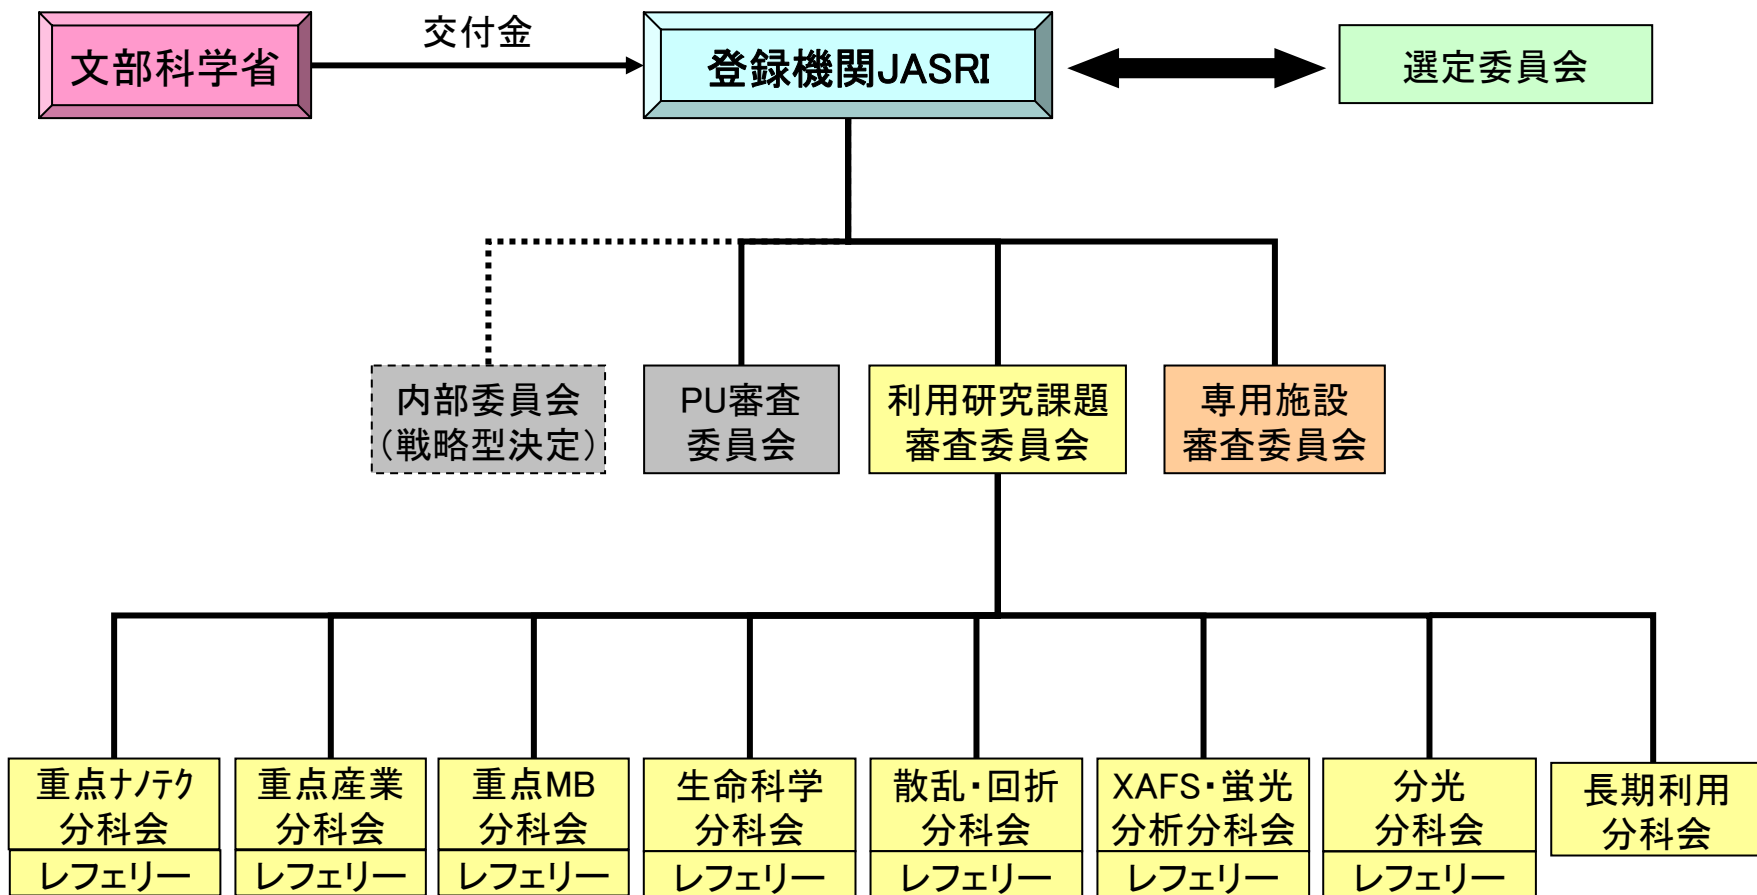 文部科学省
交付金
登録機関JASRI
選定委員会
内部委員会
(戦略型決定)
PU審査
委員会
利用研究課題
審査委員会
専用施設
審査委員会
重点ﾅﾉﾃｸ
分科会
レフェリー
重点産業
分科会
レフェリー
重点MB
分科会
レフェリー
生命科学
分科会
レフェリー
散乱・回折
分科会
レフェリー
XAFS・蛍光
分析分科会
レフェリー
分光
分科会
レフェリー
長期利用
分科会